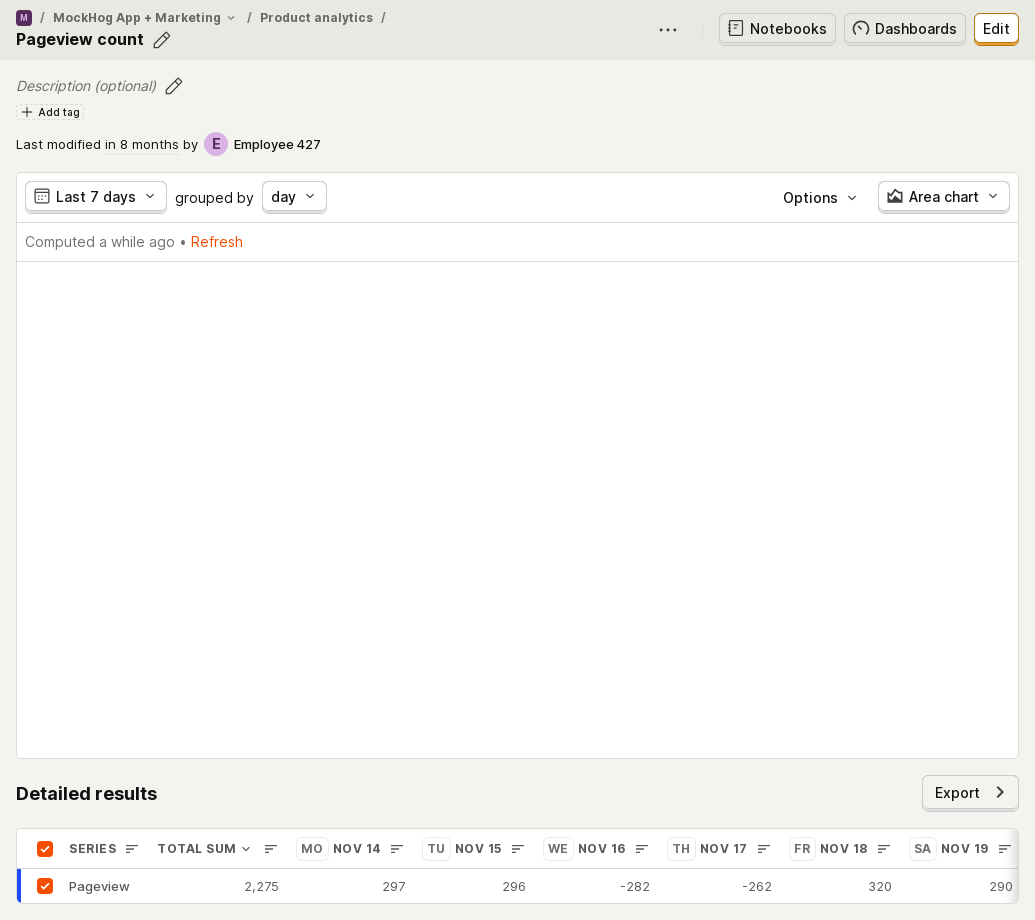 M / MockHog App + Marketing / Product analytics /
Pageview count
Notebooks
Dashboards
Edit
Description (optional)
Add tag
Last modified in 8 months by E Employee 427
Last 7 days grouped by day
Options
Area chart
Computed a while ago • Refresh
Detailed results
Export
SERIES TOTAL SUM MO NOV 14 TU NOV 15 WE NOV 16 TH NOV 17 FR NOV 18 SA NOV 19
Pageview 2,275 297 296 -282 -262 320 290